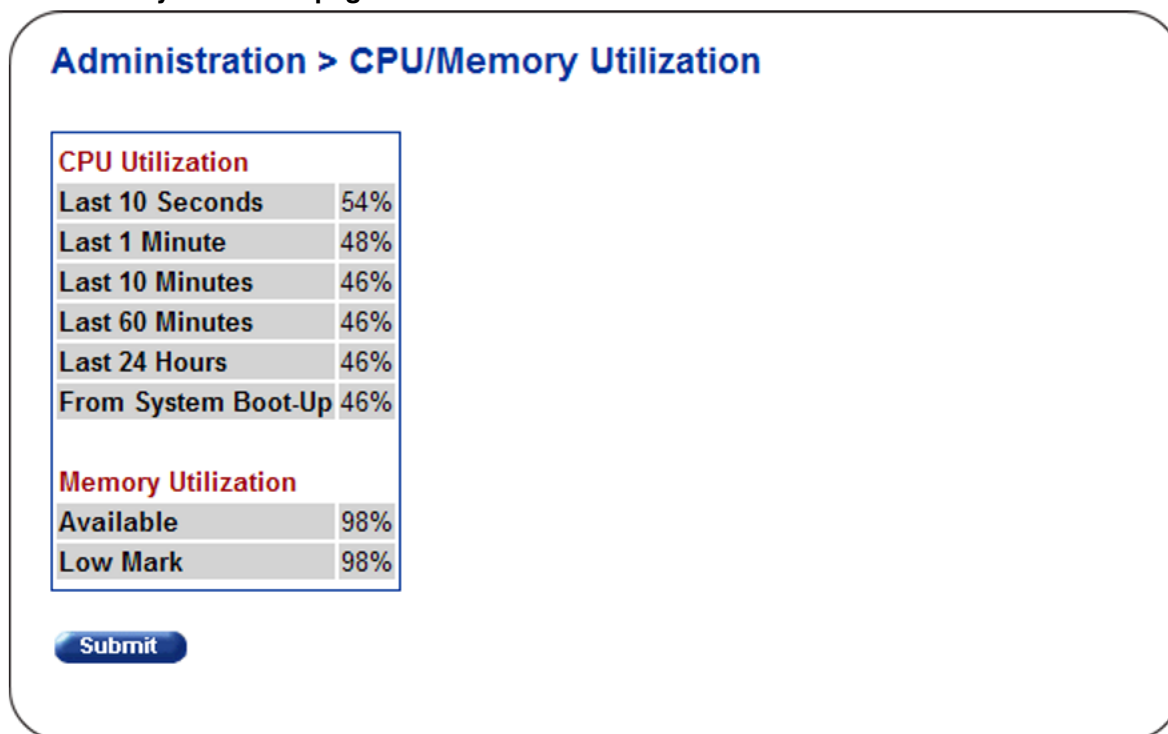 Administration > CPU/Memory Utilization
CPU Utilization
Last 10 Seconds 54%
Last 1 Minute 48%
Last 10 Minutes 46%
Last 60 Minutes 46%
Last 24 Hours 46%
From System Boot-Up 46%
Memory Utilization
Available 98%
Low Mark 98%
Submit